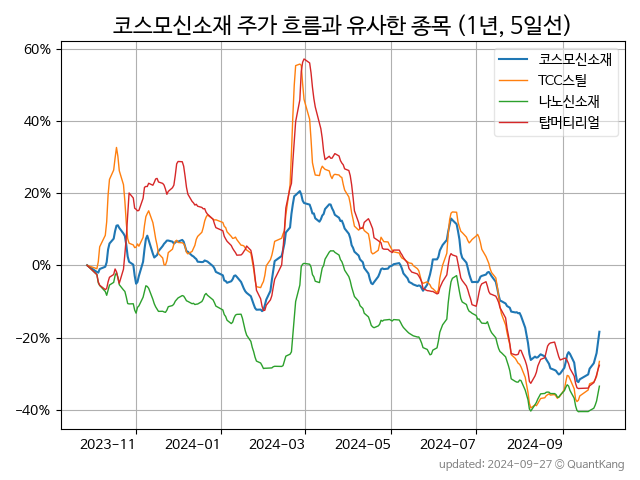 코스모신소재 주가 흐름과 유사한 종목 (1년, 5일선)
60%
40%
20%
0%
−20%
−40%
코스모신소재
TCC스틸
나노신소재
탑머티리얼
2023-11
2024-01
2024-03
2024-05
2024-07
2024-09
updated: 2024-09-27 © QuantKang